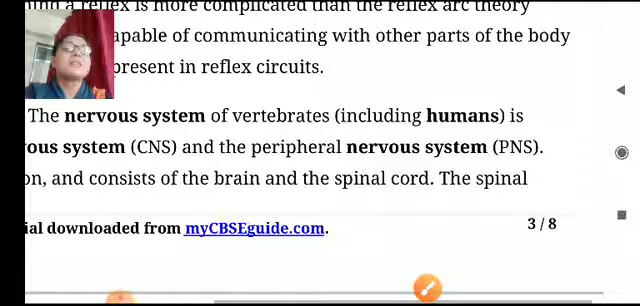 a reflex is more complicated than the reflex arc theory
apable of communicating with other parts of the body
present in reflex circuits.
The nervous system of vertebrates (including humans) is
ous system (CNS) and the peripheral nervous system (PNS).
on, and consists of the brain and the spinal cord. The spinal
ial downloaded from myCBSEguide.com.
3 / 8